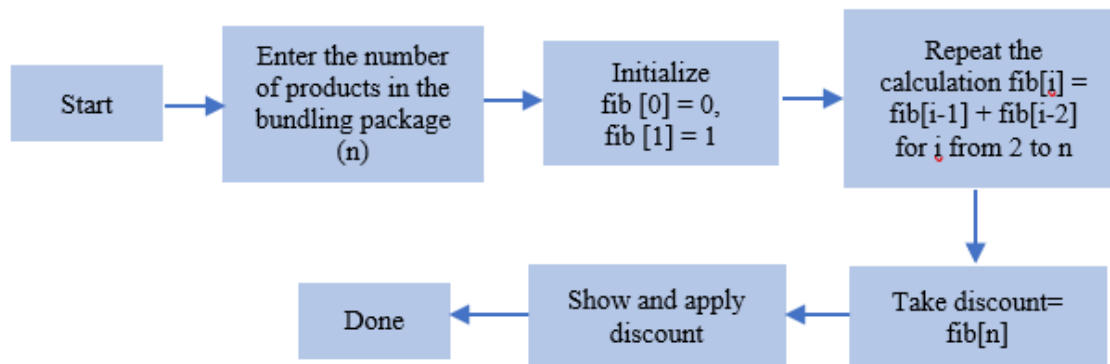 Start
Enter the number
of products in the
bundling package
(n)
Initialize
fib [0] = 0,
fib [1] = 1
Repeat the
calculation fib[i] =
fib[i-1] + fib[i-2]
for i from 2 to n
Take discount=
fib[n]
Show and apply
discount
Done